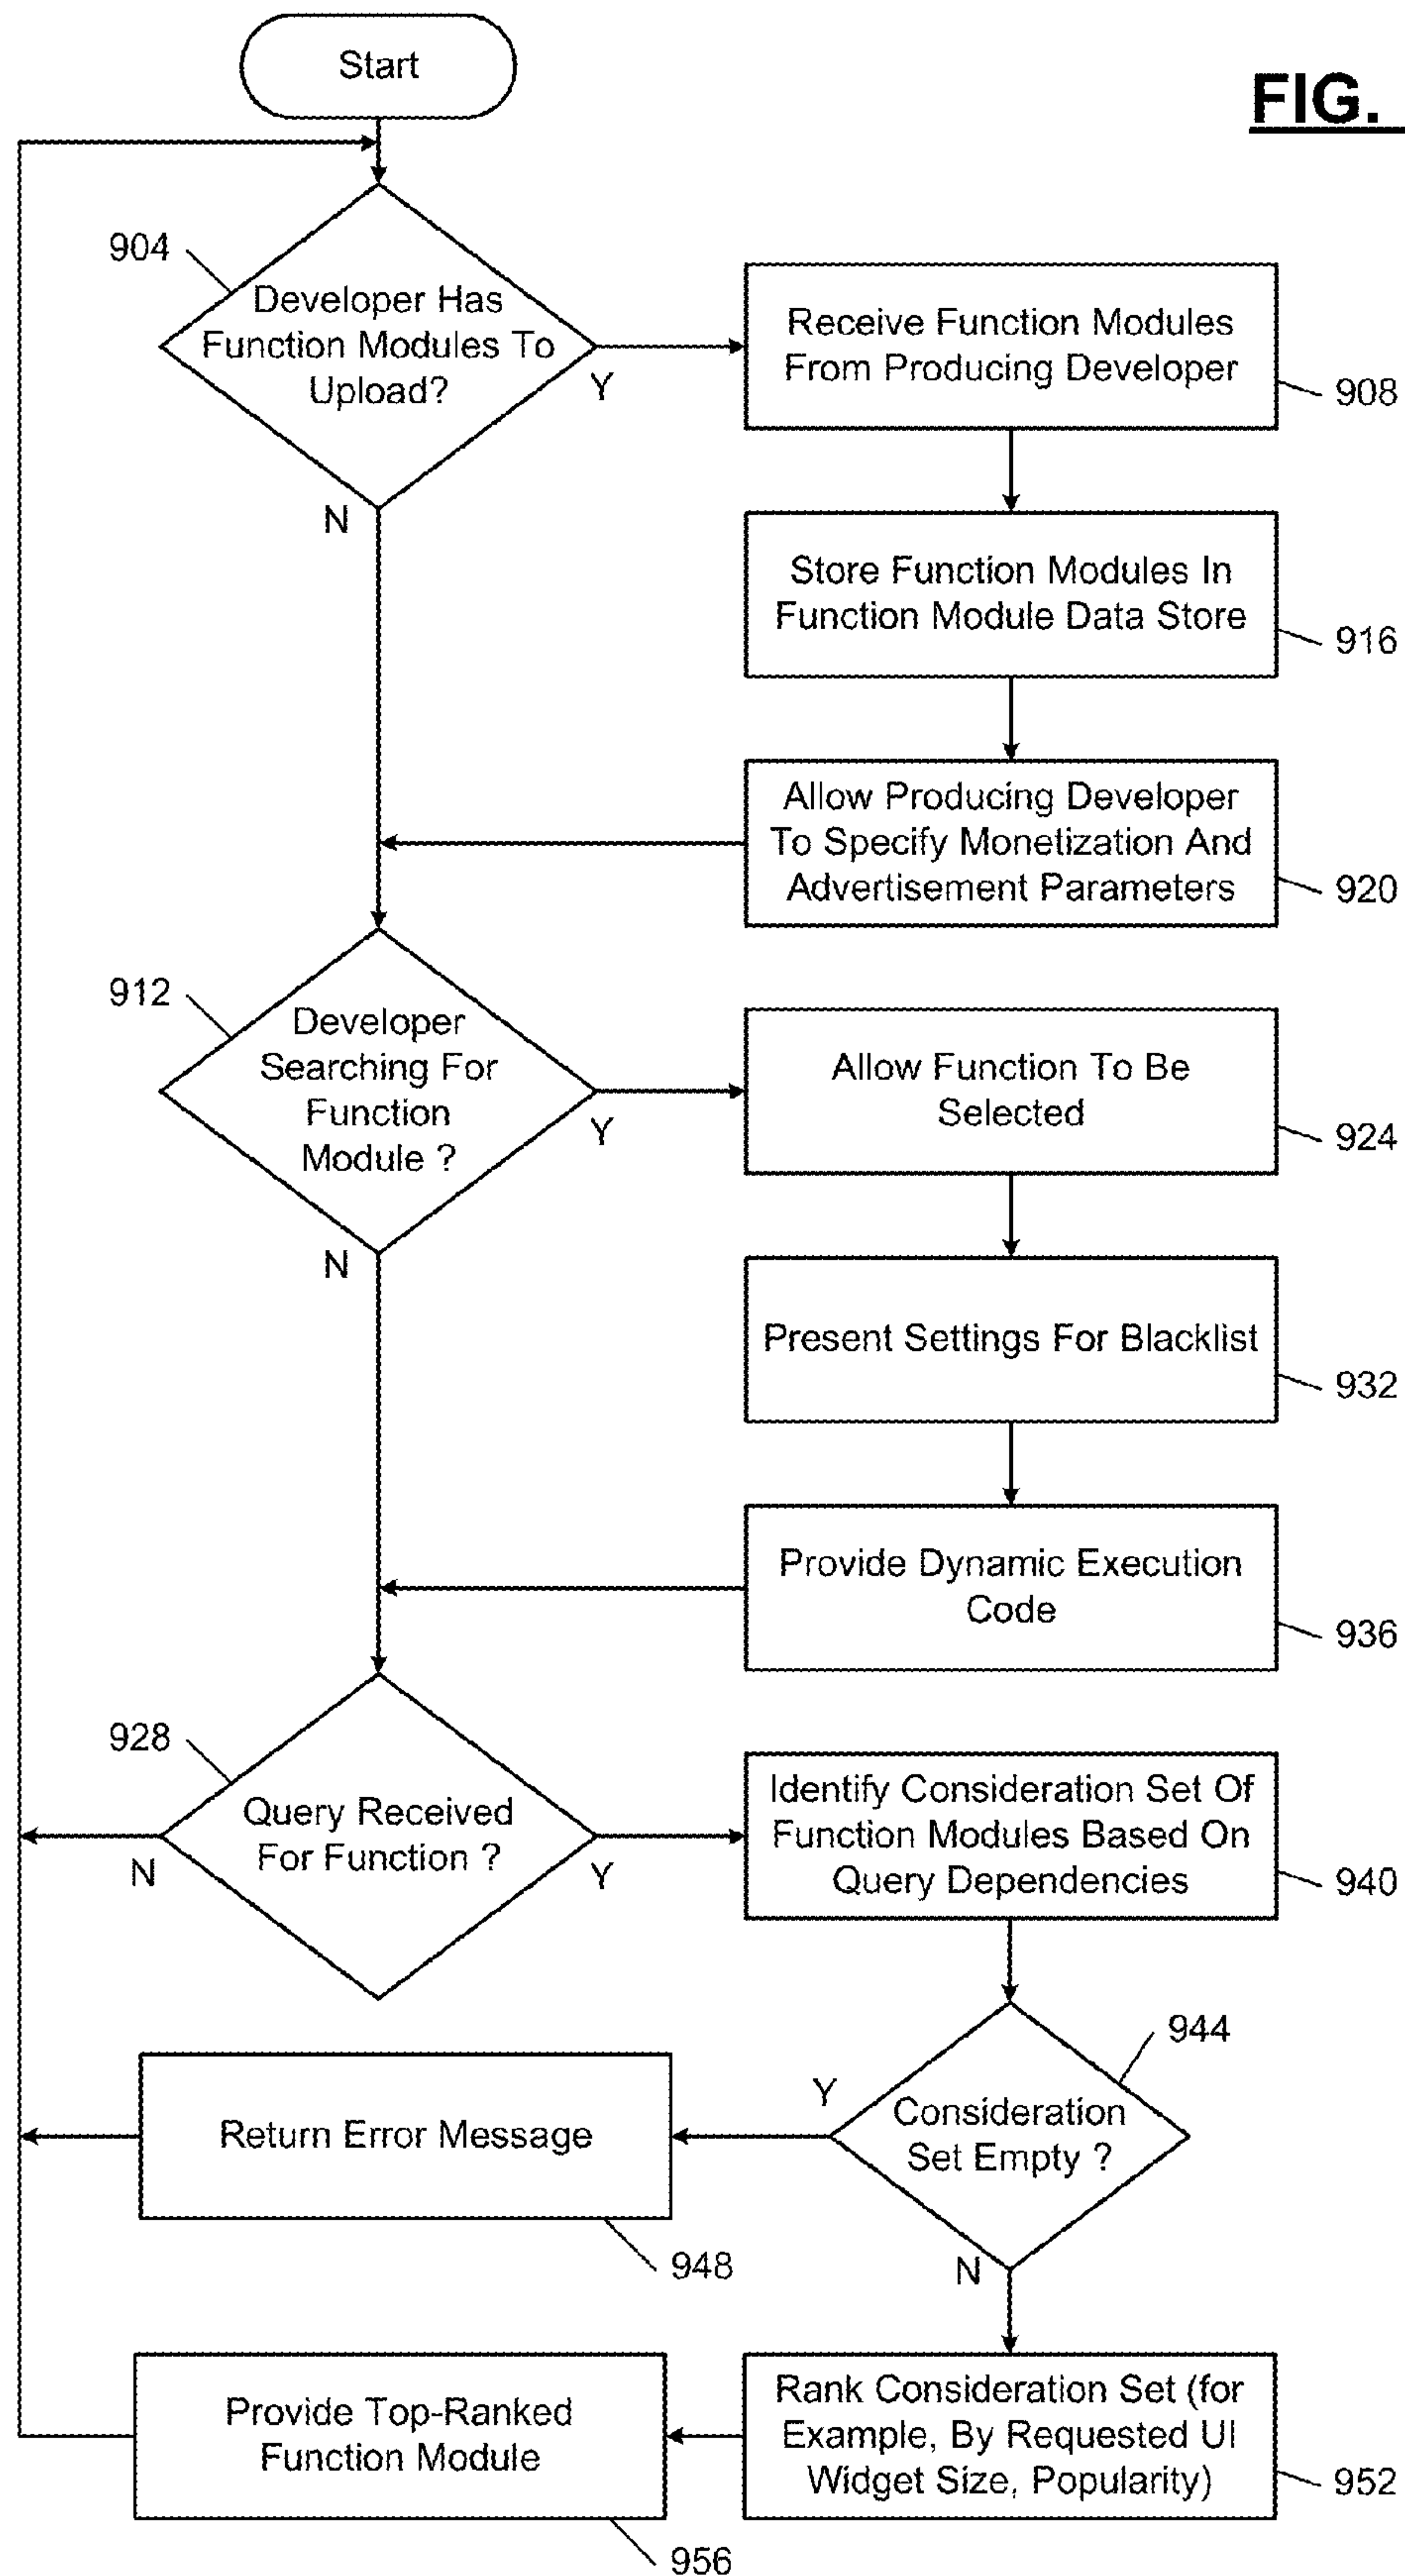 Start
FIG.
904
Developer Has
Function Modules To
Upload?
Y
N
Receive Function Modules
From Producing Developer
908
Store Function Modules In
Function Module Data Store
916
Allow Producing Developer
To Specify Monetization And
Advertisement Parameters
920
912
Developer
Searching For
Function
Module ?
Y
N
Allow Function To Be
Selected
924
Present Settings For Blacklist
932
Provide Dynamic Execution
Code
936
928
Query Received
For Function ?
N
Y
Identify Consideration Set Of
Function Modules Based On
Query Dependencies
940
944
Consideration
Set Empty ?
Y
N
Return Error Message
948
Rank Consideration Set (for
Example, By Requested UI
Widget Size, Popularity)
952
Provide Top-Ranked
Function Module
956